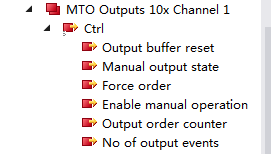 MTO Outputs 10x Channel 1
Ctrl
Output buffer reset
Manual output state
Force order
Enable manual operation
Output order counter
No of output events